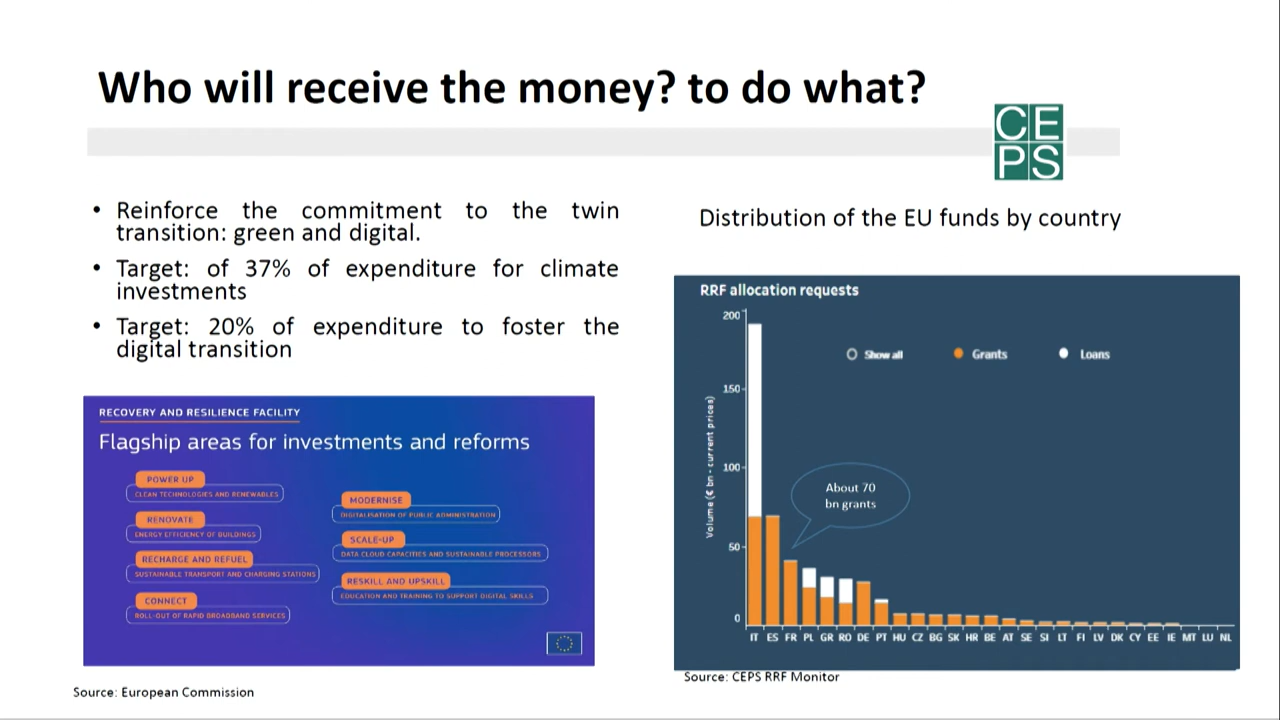 Who will receive the money? to do what?
CE
PS
• Reinforce the commitment to the twin
transition: green and digital.
• Target: of 37% of expenditure for climate
investments
• Target: 20% of expenditure to foster the
digital transition
RECOVERY AND RESILIENCE FACILITY
Flagship areas for investments and reforms
POWER UP
CLEAN TECHNOLOGIES AND RENEWABLES
RENOVATE
ENERGY EFFICIENCY OF BUILDINGS
RECHARGE AND REFUEL
SUSTAINABLE TRANSPORT AND CHARGING STATIONS
CONNECT
ROLL-OUT OF RAPID BROADBAND SERVICES
MODERNISE
DIGITALISATION OF PUBLIC ADMINISTRATION
SCALE-UP
DATA CLOUD CAPACITIES AND SUSTAINABLE PROCESSORS
RESKILL AND UPSKILL
EDUCATION AND TRAINING TO SUPPORT DIGITAL SKILLS
Source: European Commission
Distribution of the EU funds by country
RRF allocation requests
Show all
Grants
Loans
Volume (€ bn - current prices)
200
150
100
50
0
About 70
bn grants
IT ES FR PL GR RO DE PT HU CZ BG SK HR BE AT SE SI LT FI LV DK CY EE IE MT LU NL
Source: CEPS RRF Monitor